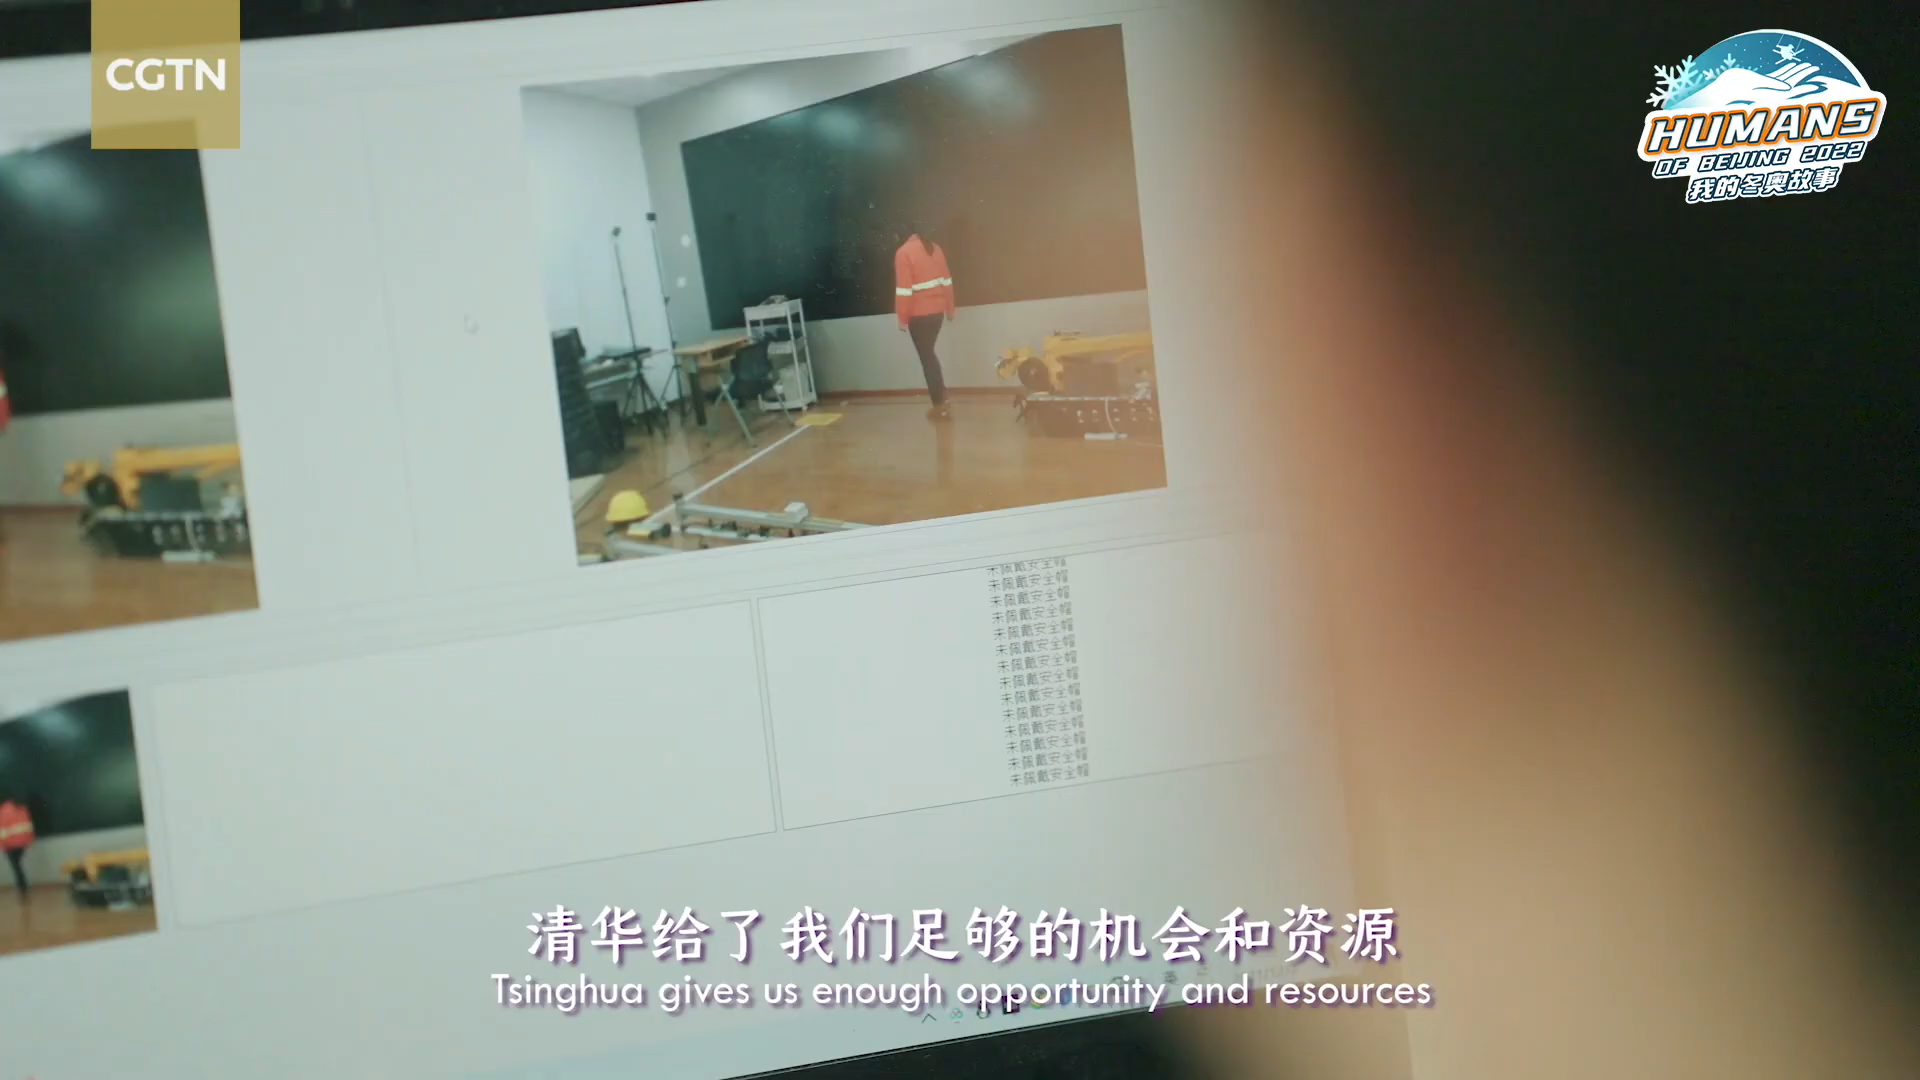 CGTN
HUMANS
OF BEIJING 2022
我的冬奥故事
未佩戴安全帽
未佩戴安全帽
未佩戴安全帽
未佩戴安全帽
未佩戴安全帽
未佩戴安全帽
未佩戴安全帽
未佩戴安全帽
未佩戴安全帽
未佩戴安全帽
未佩戴安全帽
未佩戴安全帽
未佩戴安全帽
未佩戴安全帽
清华给了我们足够的机会和资源
Tsinghua gives us enough opportunity and resources